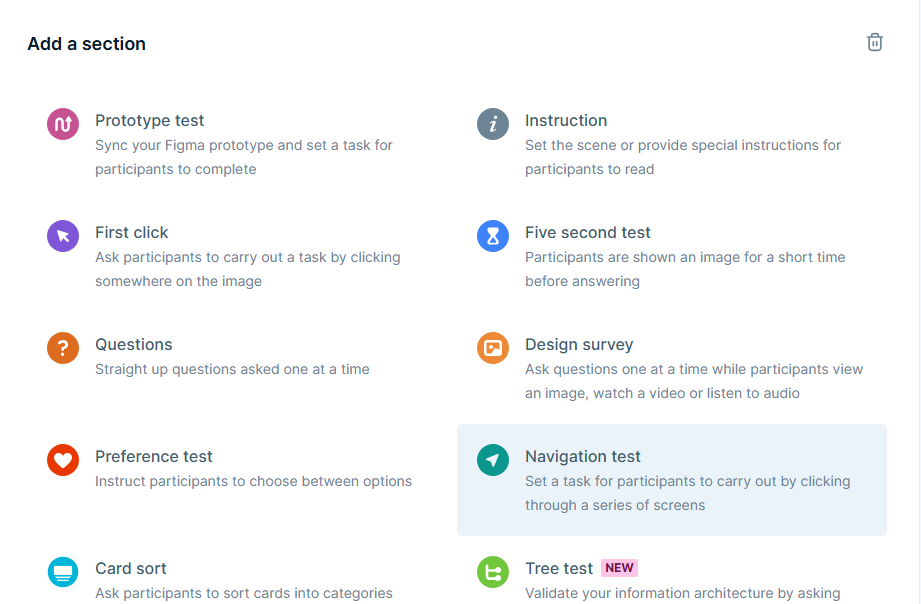 Add a section
Prototype test
Sync your Figma prototype and set a task for
participants to complete
Instruction
Set the scene or provide special instructions for
participants to read
First click
Ask participants to carry out a task by clicking
somewhere on the image
Five second test
Participants are shown an image for a short time
before answering
Questions
Straight up questions asked one at a time
Design survey
Ask questions one at a time while participants view
an image, watch a video or listen to audio
Preference test
Instruct participants to choose between options
Navigation test
Set a task for participants to carry out by clicking
through a series of screens
Card sort
Ask participants to sort cards into categories
Tree test NEW
Validate your information architecture by asking